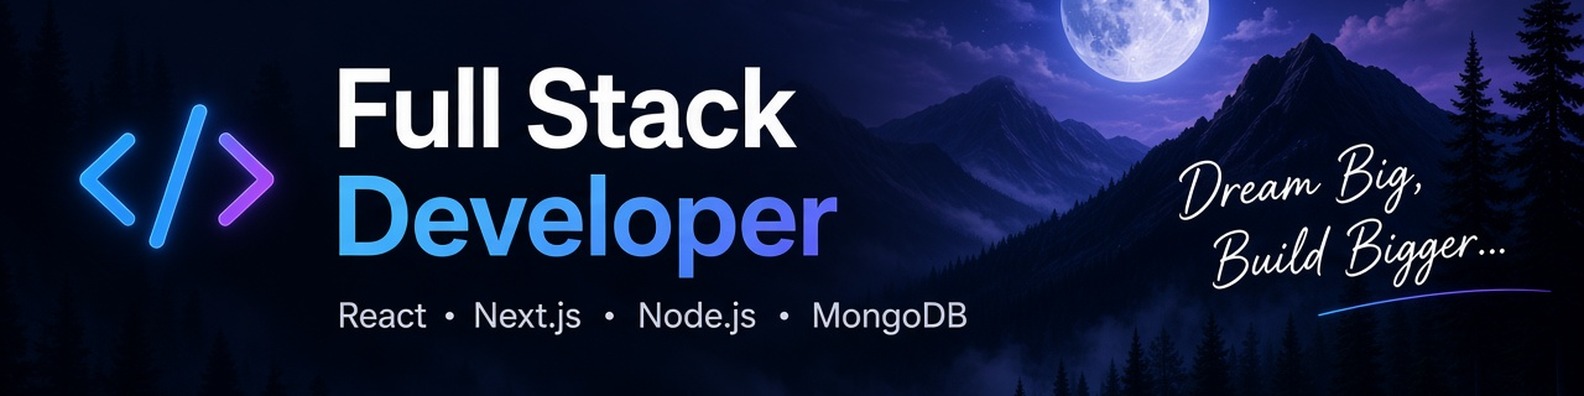 </>
Full Stack
Developer
React • Next.js • Node.js • MongoDB
Dream Big,
Build Bigger...